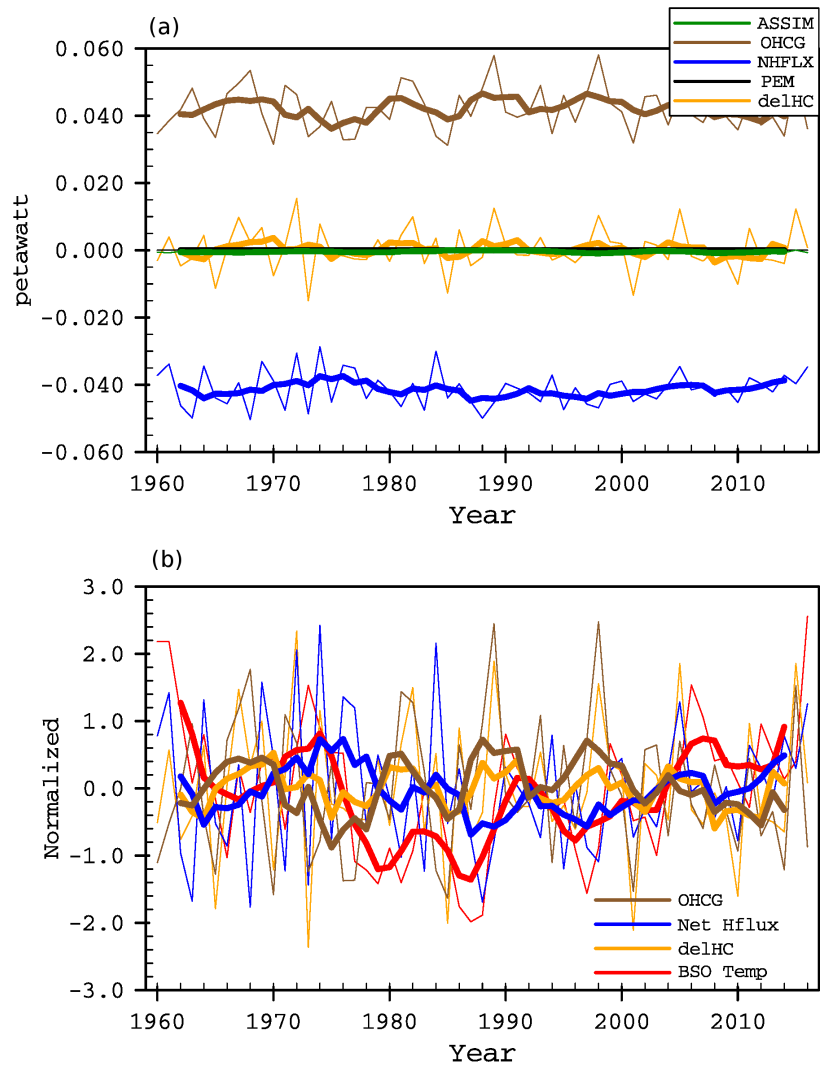 (a)
ASSIM
OHCG
NHFLX
PEM
delHC
0.060
0.040
0.020
0.000
-0.020
-0.040
-0.060
petawatt
1960 1970 1980 1990 2000 2010
Year
(b)
3.0
2.0
1.0
0.0
-1.0
-2.0
-3.0
Normalized
OHCG
Net Hflux
delHC
BSO Temp
1960 1970 1980 1990 2000 2010
Year